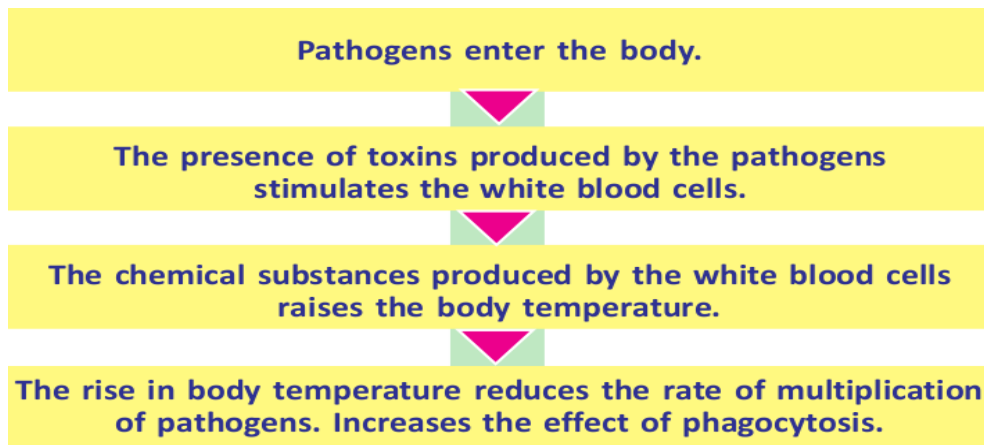 Pathogens enter the body.
The presence of toxins produced by the pathogens
stimulates the white blood cells.
The chemical substances produced by the white blood cells
raises the body temperature.
The rise in body temperature reduces the rate of multiplication
of pathogens. Increases the effect of phagocytosis.